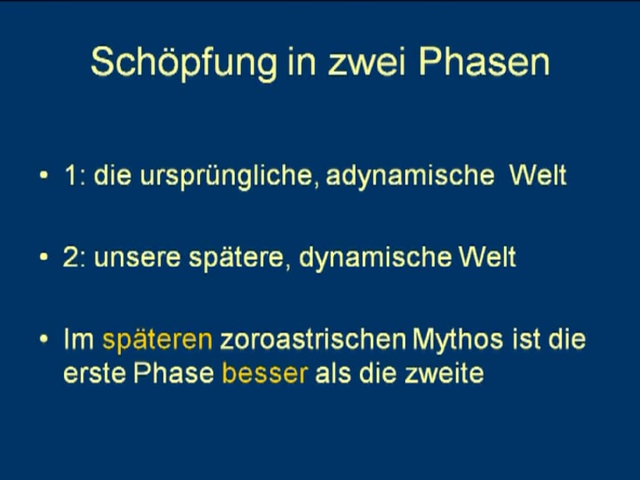 Schöpfung in zwei Phasen
• 1: die ursprüngliche, adynamische Welt
• 2: unsere spätere, dynamische Welt
• Im späteren zoroastrischen Mythos ist die
erste Phase besser als die zweite